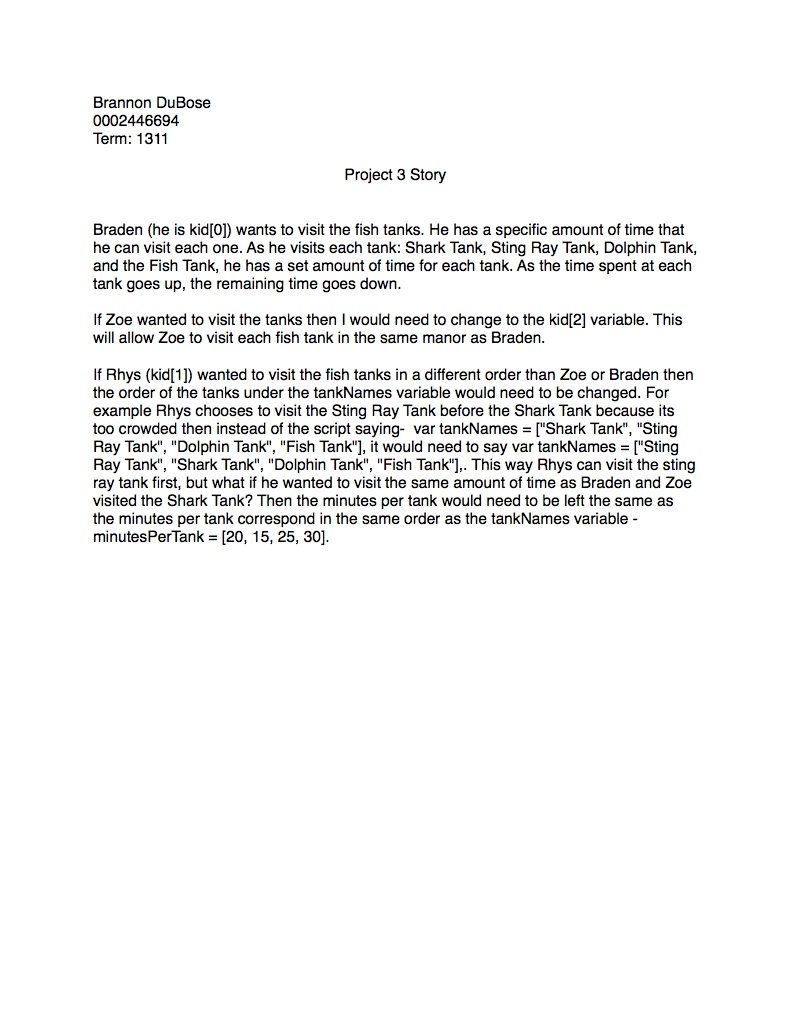 Brannon DuBose
0002446694
Term: 1311
Project 3 Story
Braden (he is kid[0]) wants to visit the fish tanks. He has a specific amount of time that
he can visit each one. As he visits each tank: Shark Tank, Sting Ray Tank, Dolphin Tank,
and the Fish Tank, he has a set amount of time for each tank. As the time spent at each
tank goes up, the remaining time goes down.
If Zoe wanted to visit the tanks then I would need to change to the kid[2] variable. This
will allow Zoe to visit each fish tank in the same manor as Braden.
If Rhys (kid[1]) wanted to visit the fish tanks in a different order than Zoe or Braden then
the order of the tanks under the tankNames variable would need to be changed. For
example Rhys chooses to visit the Sting Ray Tank before the Shark Tank because its
too crowded then instead of the script saying-  var tankNames = ["Shark Tank", "Sting
Ray Tank", "Dolphin Tank", "Fish Tank"], it would need to say var tankNames = ["Sting
Ray Tank", "Shark Tank", "Dolphin Tank", "Fish Tank"],. This way Rhys can visit the sting
ray tank first, but what if he wanted to visit the same amount of time as Braden and Zoe
visited the Shark Tank? Then the minutes per tank would need to be left the same as
the minutes per tank correspond in the same order as the tankNames variable -
minutesPerTank = [20, 15, 25, 30].